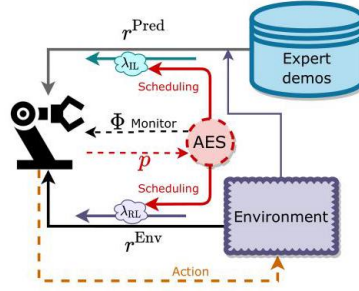 r^Pred
Expert
demos
λ_IL
Scheduling
Φ Monitor
AES
p
Scheduling
λ_RL
Environment
r^Env
Action